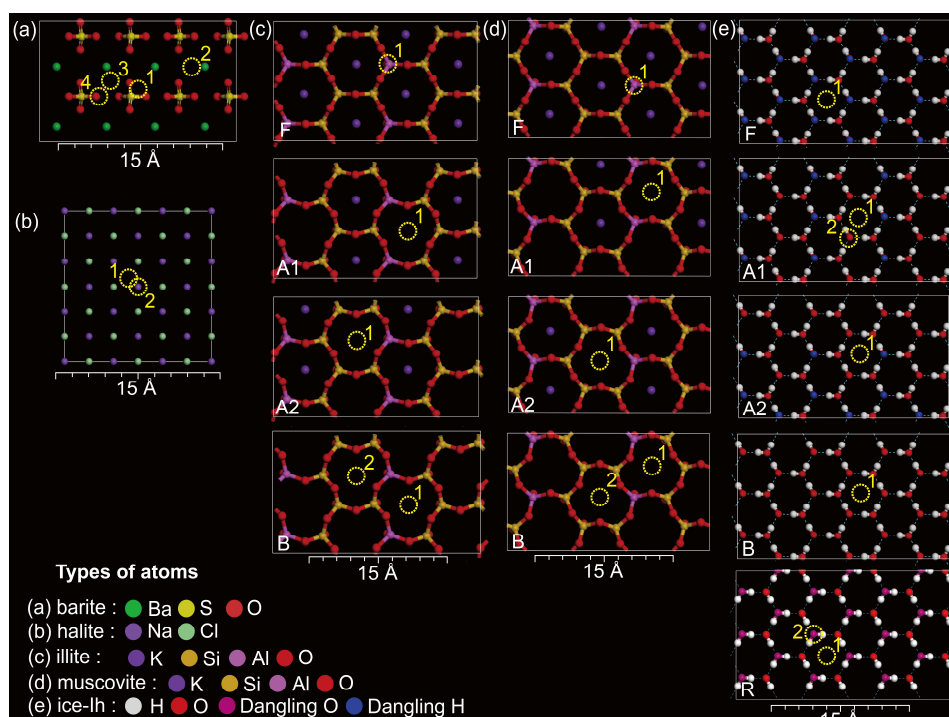 (a)
1
2
3
4
15 Å
(b)
1
2
15 Å
(c)
1
F
1
A1
1
A2
2
1
B
15 Å
(d)
1
F
1
A1
1
A2
1
2
B
15 Å
(e)
1
F
1
2
A1
1
A2
1
B
2
1
R
15 Å
Types of atoms
(a) barite : Ba S O
(b) halite : Na Cl
(c) illite : K Si Al O
(d) muscovite : K Si Al O
(e) ice-Ih : H O Dangling O Dangling H